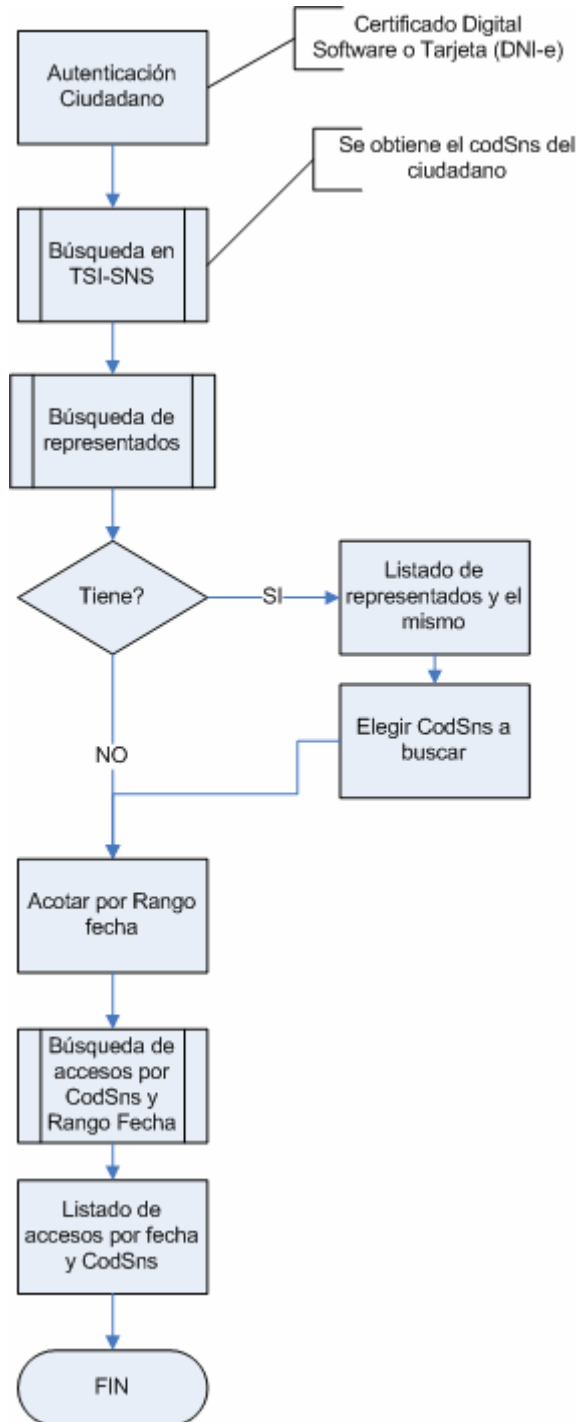 Certificado Digital
Software o Tarjeta (DNI-e)
Autenticación
Ciudadano
Se obtiene el codSns del
ciudadano
Búsqueda en
TSI-SNS
Búsqueda de
representados
Tiene?
SI
Listado de
representados y el
mismo
Elegir CodSns a
buscar
NO
Acotar por Rango
fecha
Búsqueda de
accesos por
CodSns y
Rango Fecha
Listado de
accesos por fecha
y CodSns
FIN